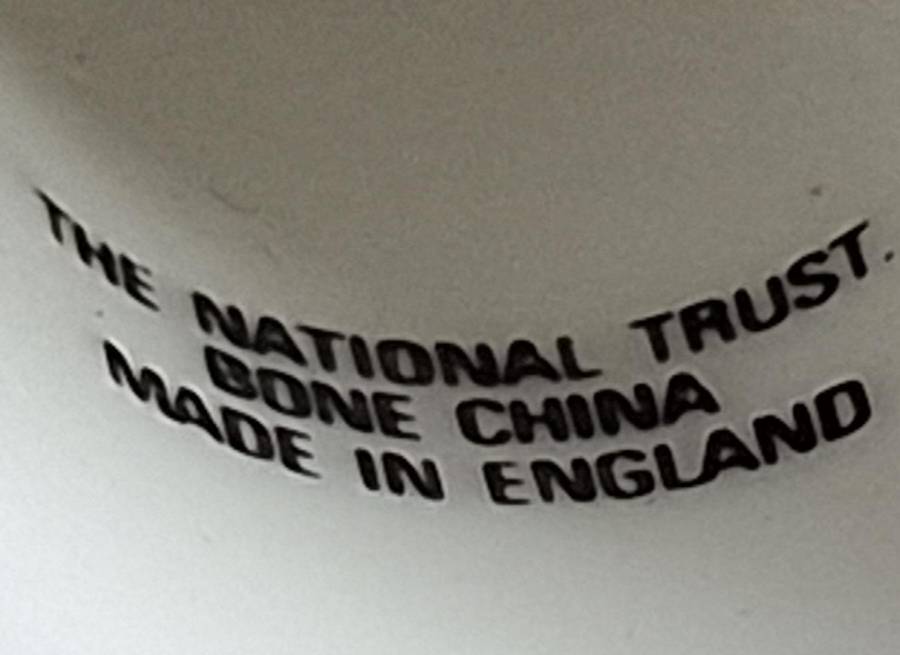 THE NATIONAL TRUST.
BONE CHINA
MADE IN ENGLAND